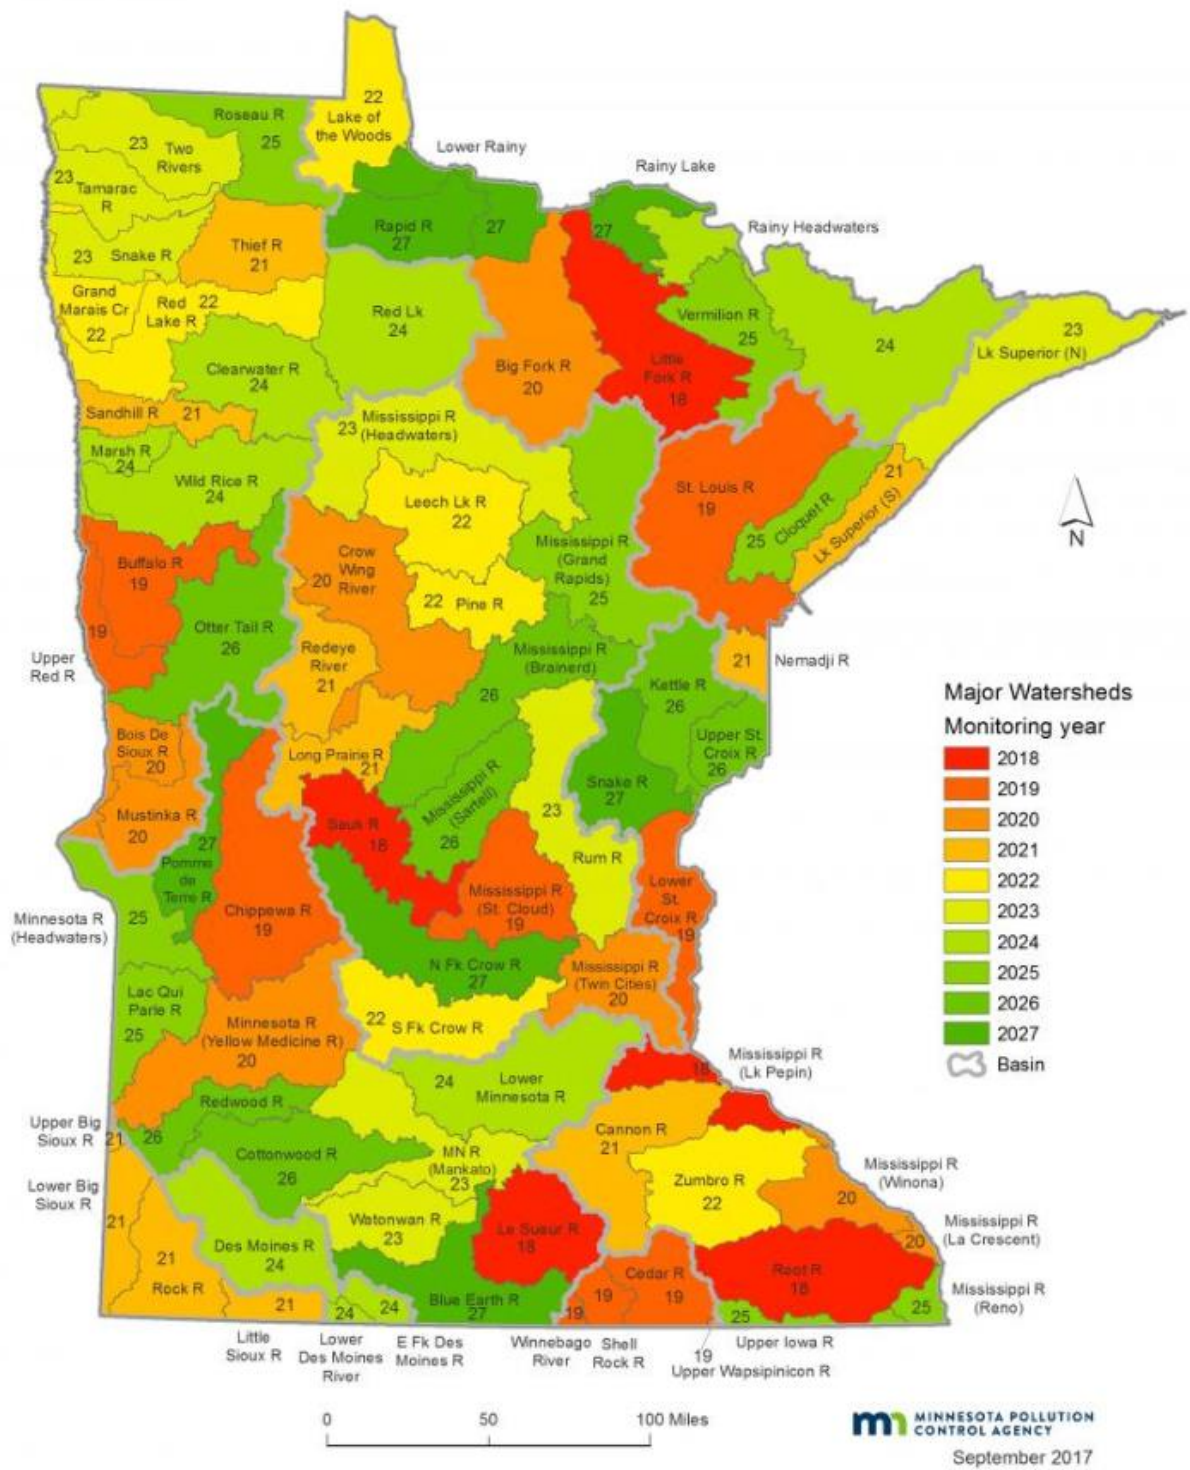 22
Lake of
the Woods
Roseau R
25
Lower Rainy
23
Two
Rivers
Rainy Lake
23
Tamarac
R
Rapid R
27
27
27
Rainy Headwaters
23
Snake R
Thief R
21
Grand
Marais Cr
22
Red
Lake R
22
Red Lk
24
Vermilion R
25
24
23
Lk Superior (N)
Clearwater R
24
Big Fork R
20
Little
Fork R
18
Sandhill R
21
23
Mississippi R
(Headwaters)
Marsh R
24
Wild Rice R
24
Leech Lk R
22
St. Louis R
19
21
Lk Superior (S)
25
Cloquet R
N
Buffalo R
19
Crow
Wing
River
20
Mississippi R
(Grand
Rapids)
25
22
Pine R
19
Upper
Red R
Otter Tail R
26
Redeye
River
21
Mississippi R
(Brainerd)
26
21
Nemadji R
Kettle R
26
Major Watersheds
Monitoring year
2018
2019
2020
2021
2022
2023
2024
2025
2026
2027
Basin
Bois De
Sioux R
20
Long Prairie R
21
Upper St.
Croix R
26
Mississippi R
(Sartell)
26
Snake R
27
Mustinka R
20
23
Rum R
Sauk R
18
27
Pomme
de
Terre R
Minnesota R
(Headwaters)
25
Chippewa R
19
Mississippi R
(St. Cloud)
19
Lower
St.
Croix R
19
N Fk Crow R
27
Mississippi R
(Twin Cities)
20
Lac Qui
Parle R
25
Minnesota R
(Yellow Medicine R)
20
22
S Fk Crow R
24
Lower
Minnesota R
18
Mississippi R
(Lk Pepin)
Redwood R
26
Upper Big
Sioux R
21
Cottonwood R
26
MN R
(Mankato)
23
Cannon R
21
Zumbro R
22
Mississippi R
(Winona)
20
Lower Big
Sioux R
21
Watonwan R
23
Le Sueur R
18
Mississippi R
(La Crescent)
20
Des Moines R
24
21
Rock R
Cedar R
19
19
19
Root R
18
Mississippi R
(Reno)
25
21
24
24
Blue Earth R
27
25
Little
Sioux R
Lower
Des Moines
River
E Fk Des
Moines R
Winnebago
River
Shell
Rock R
19
Upper Iowa R
Upper Wapsipinicon R
0 50 100 Miles
MINNESOTA POLLUTION
CONTROL AGENCY
September 2017